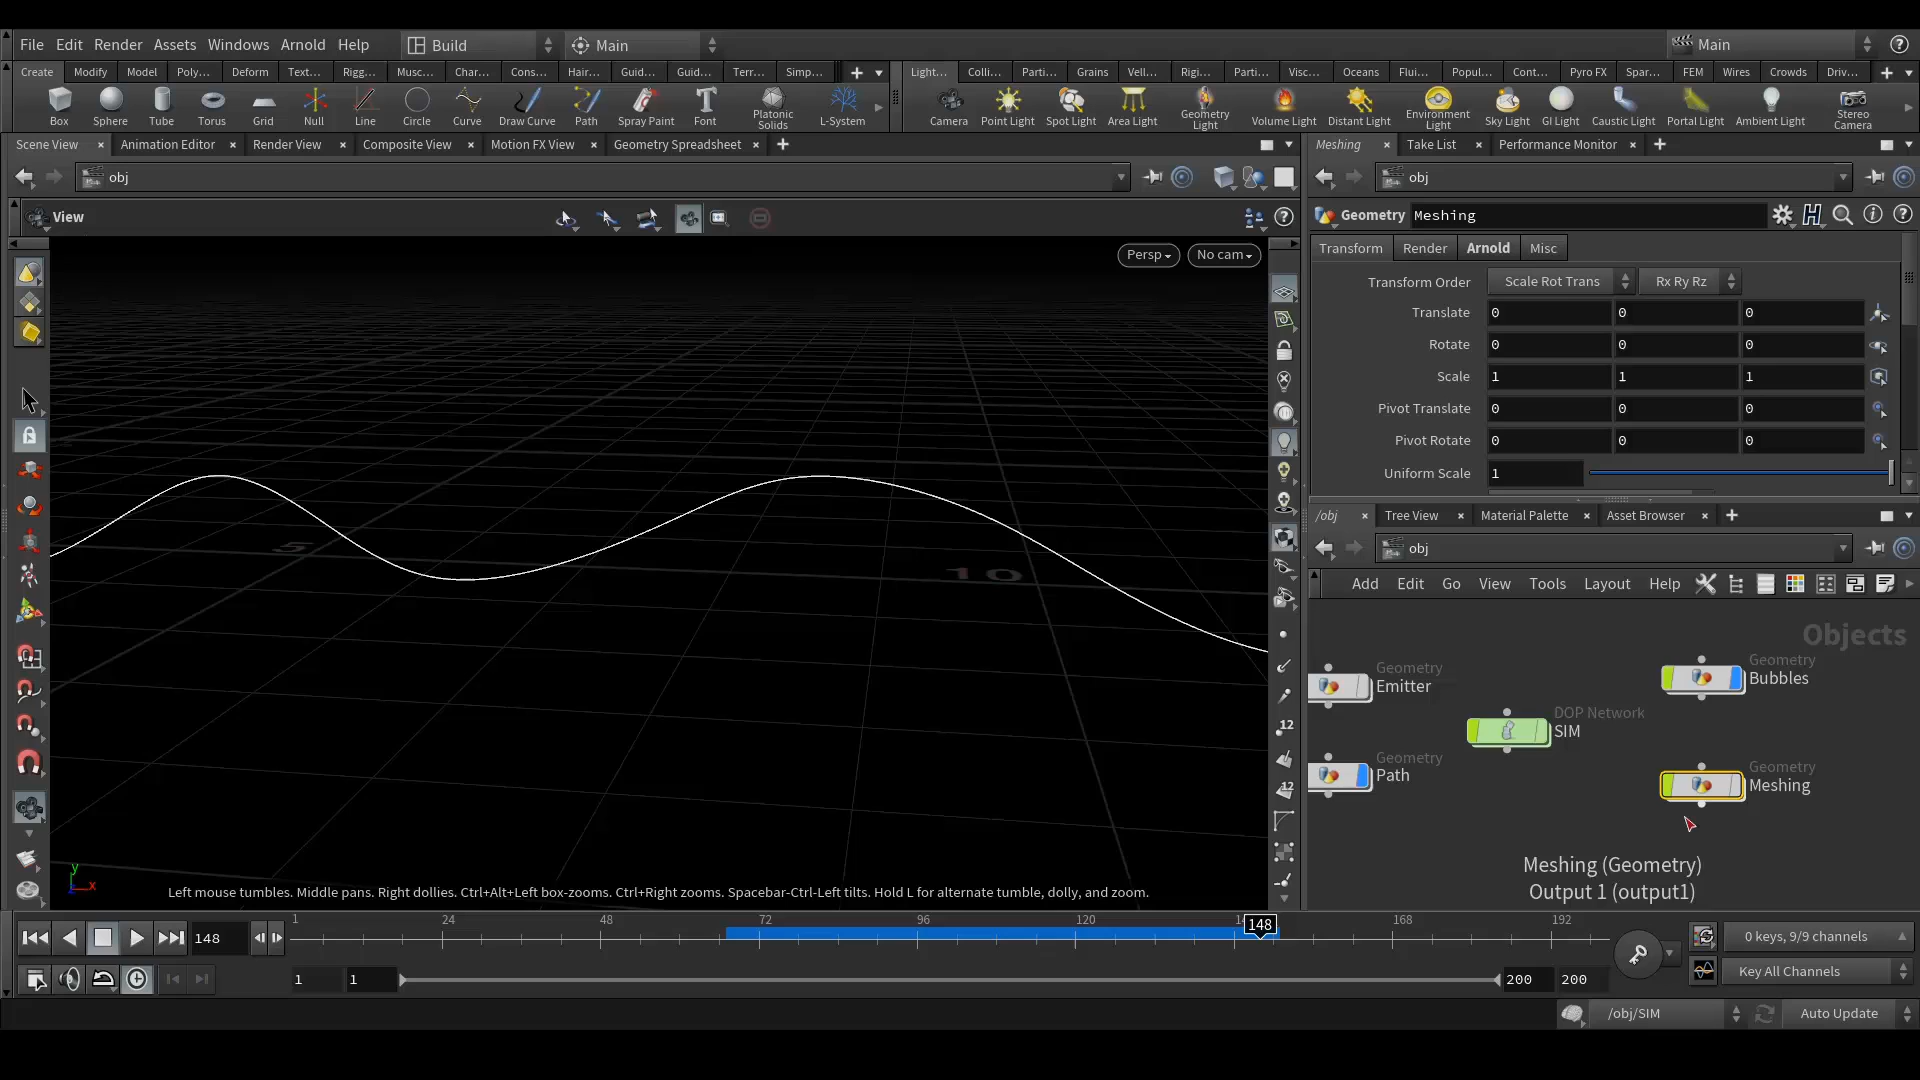 File Edit Render Assets Windows Arnold Help Build Main Main
Create Modify Model Poly... Deform Text... Rigg... Musc... Char... Cons... Hair... Guid... Guid... Terr... Simp...
Light... Colli... Parti... Grains Vell... Rigi... Parti... Visc... Oceans Flui... Popul... Cont... Pyro FX Spar... FEM Wires Crowds Driv...
Box Sphere Tube Torus Grid Null Line Circle Curve Draw Curve Path Spray Paint Font Platonic Solids L-System
Camera Point Light Spot Light Area Light Geometry Light Volume Light Distant Light Environment Light Sky Light GI Light Caustic Light Portal Light Ambient Light Stereo Camera
Scene View Animation Editor Render View Composite View Motion FX View Geometry Spreadsheet
obj
View
Persp No cam
5
10
y
x
Left mouse tumbles. Middle pans. Right dollies. Ctrl+Alt+Left box-zooms. Ctrl+Right zooms. Spacebar-Ctrl-Left tilts. Hold L for alternate tumble, dolly, and zoom.
12
12
Meshing Take List Performance Monitor
obj
Geometry Meshing
Transform Render Arnold Misc
Transform Order Scale Rot Trans Rx Ry Rz
Translate 0 0 0
Rotate 0 0 0
Scale 1 1 1
Pivot Translate 0 0 0
Pivot Rotate 0 0 0
Uniform Scale 1
/obj Tree View Material Palette Asset Browser
obj
Add Edit Go View Tools Layout Help
Objects
Geometry
Emitter
Geometry
Bubbles
DOP Network
SIM
Geometry
Path
Geometry
Meshing
Meshing (Geometry)
Output 1 (output1)
148
1 24 48 72 96 120 148 168 192
0 keys, 9/9 channels
1 1 200 200
Key All Channels
/obj/SIM Auto Update